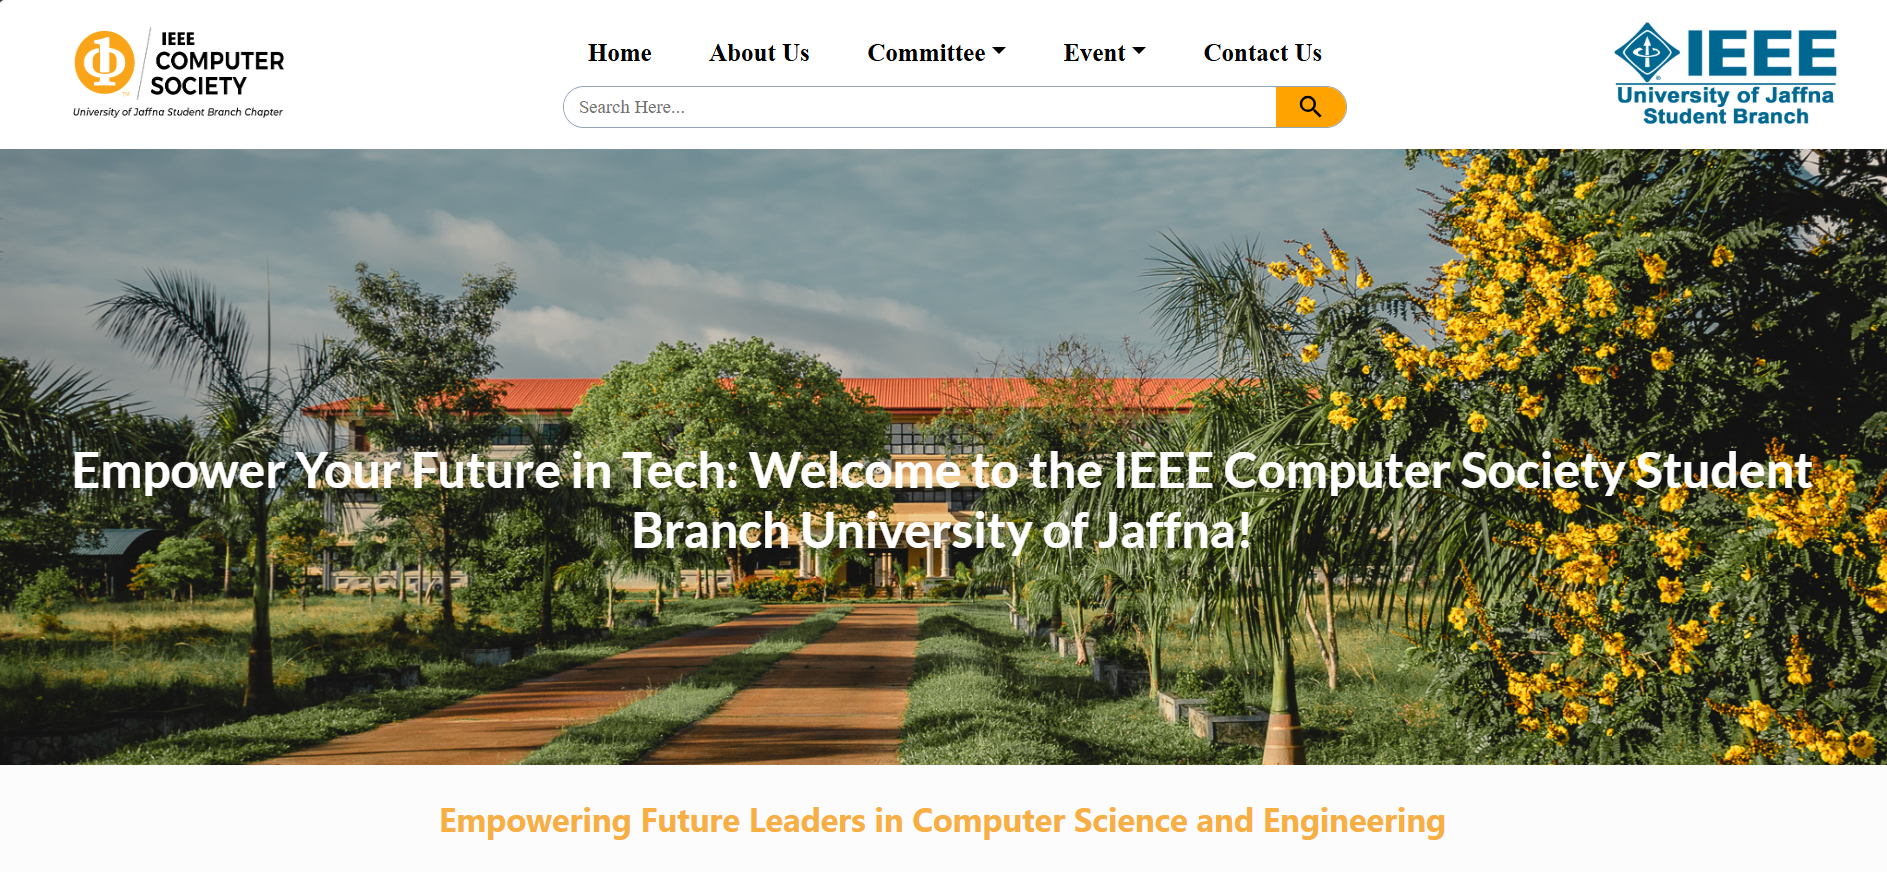 IEEE
COMPUTER
SOCIETY
University of Jaffna Student Branch Chapter
Home About Us Committee Event Contact Us
Search Here...
IEEE
University of Jaffna
Student Branch
Empower Your Future in Tech: Welcome to the IEEE Computer Society Student
Branch University of Jaffna!
Empowering Future Leaders in Computer Science and Engineering